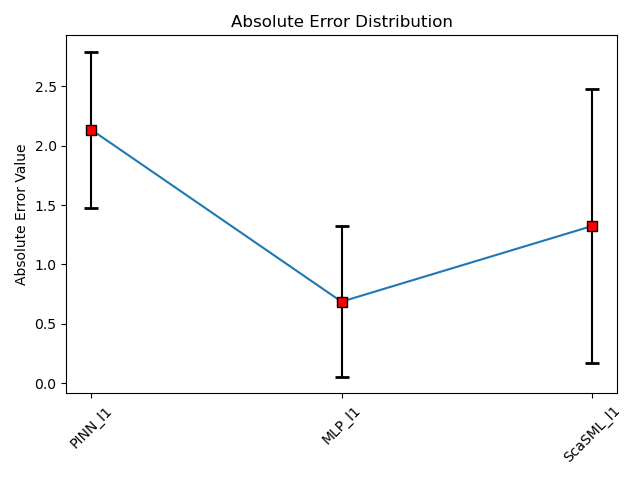 Absolute Error Distribution
Absolute Error Value
2.5
2.0
1.5
1.0
0.5
0.0
PINN_l1
MLP_l1
ScaSML_l1